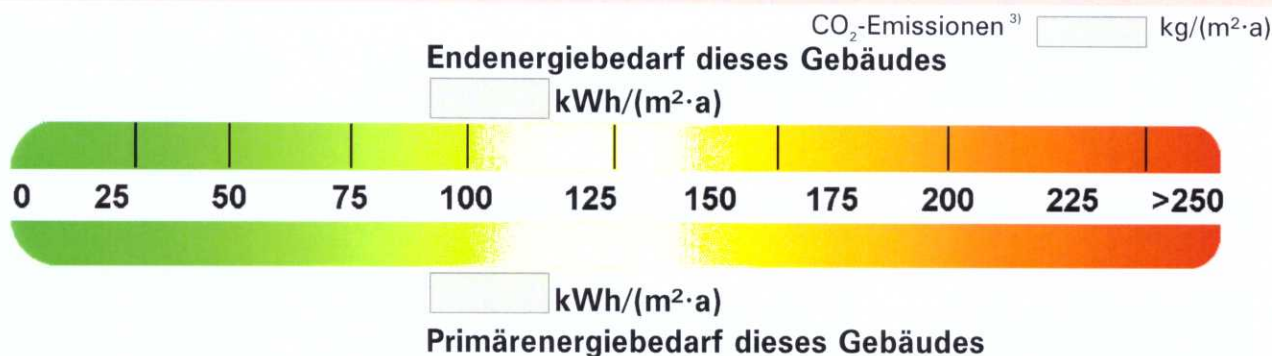 CO₂-Emissionen ³⁾ kg/(m²·a)
Endenergiebedarf dieses Gebäudes
kWh/(m²·a)
0 25 50 75 100 125 150 175 200 225 >250
kWh/(m²·a)
Primärenergiebedarf dieses Gebäudes